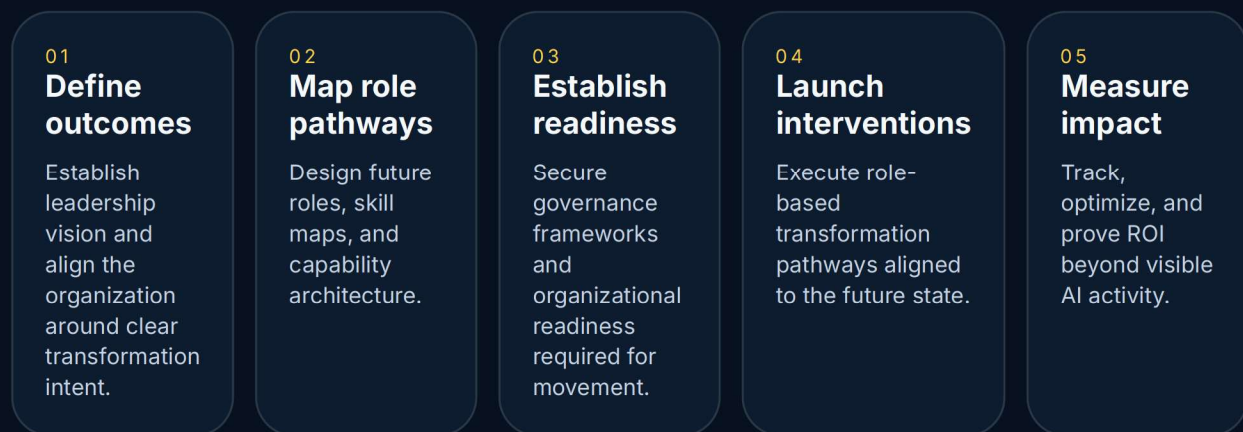 01
Define
outcomes
Establish
leadership
vision and
align the
organization
around clear
transformation
intent.
02
Map role
pathways
Design future
roles, skill
maps, and
capability
architecture.
03
Establish
readiness
Secure
governance
frameworks
and
organizational
readiness
required for
movement.
04
Launch
interventions
Execute role-
based
transformation
pathways aligned
to the future state.
05
Measure
impact
Track,
optimize, and
prove ROI
beyond visible
AI activity.